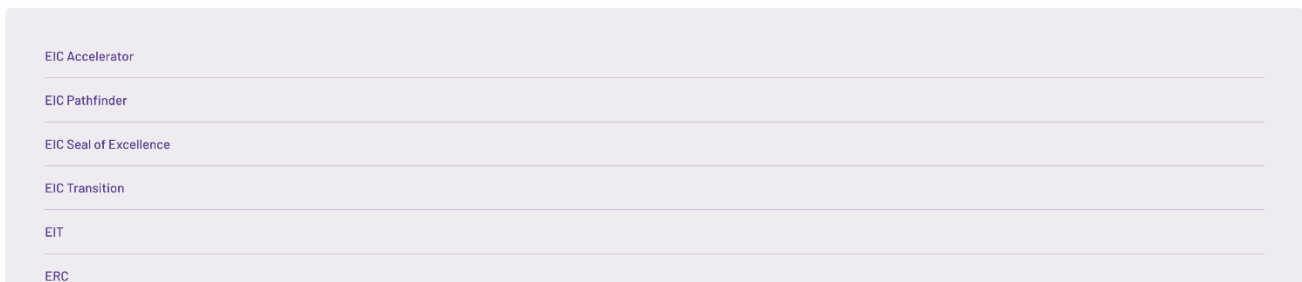 EIC Accelerator
EIC Pathfinder
EIC Seal of Excellence
EIC Transition
EIT
ERC